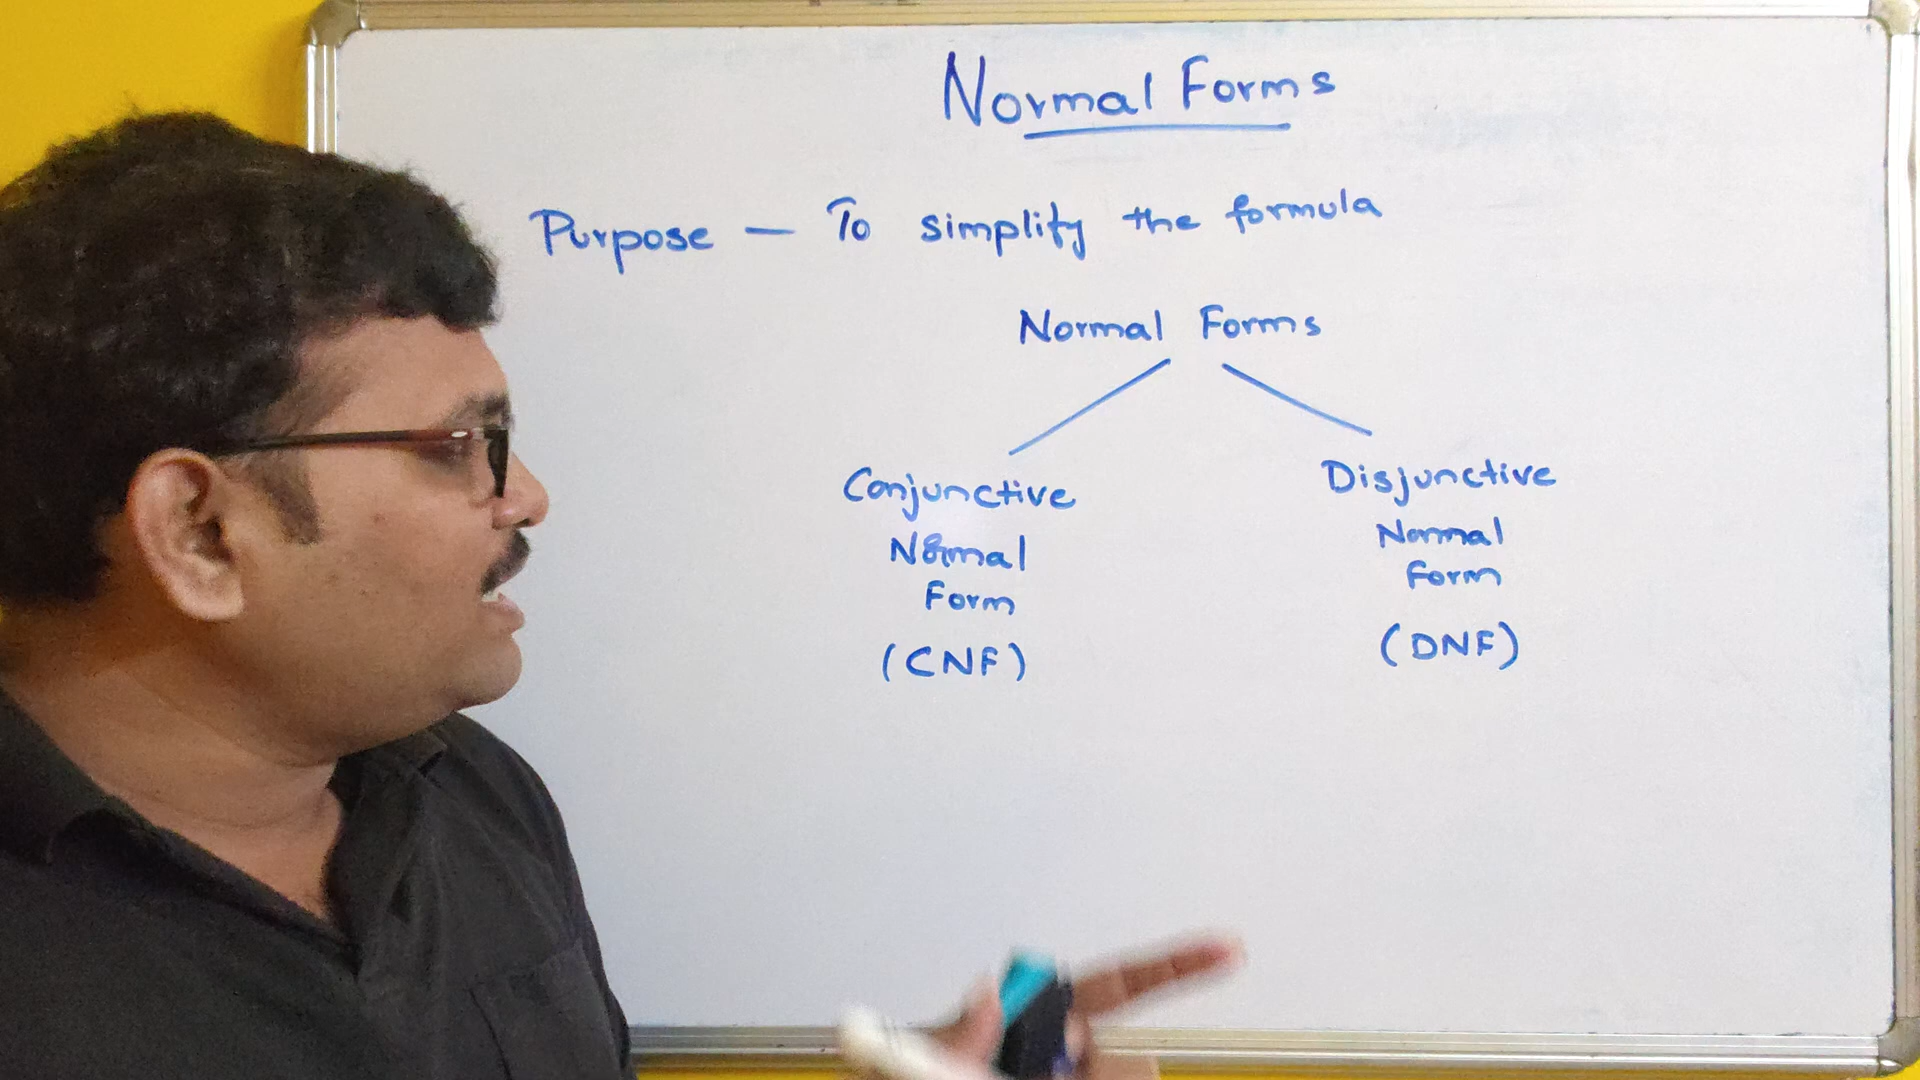 Normal Forms
Purpose — To simplify the formula
Normal Forms
Conjunctive
Normal
Form
(CNF)
Disjunctive
Normal
Form
(DNF)